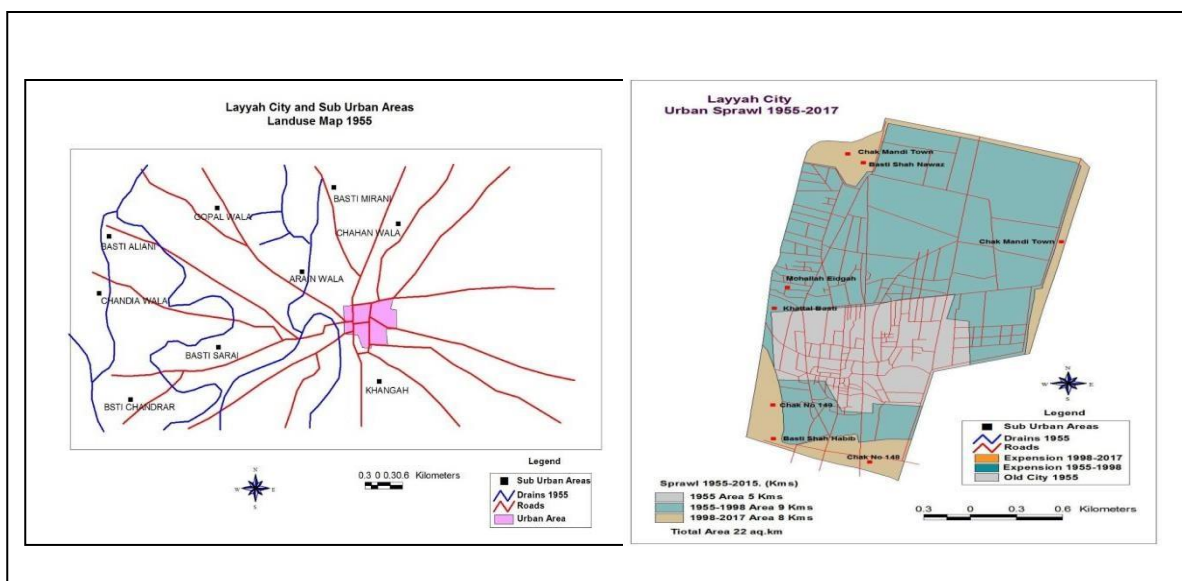 Layyah City and Sub Urban Areas
Landuse Map 1955
BASTI MIRANI
GOPAL WALA
CHAHAN WALA
BASTI ALIANI
ARAIN WALA
CHANDIA WALA
BASTI SARAI
KHANGAH
BSTI CHANDRAR
N
W
E
S
0.3 0 0.30.6 Kilometers
Legend
Sub Urban Areas
Drains 1955
Roads
Urban Area
Layyah City
Urban Sprawl 1955-2017
Chak Mandi Town
Basti Shah Nawaz
Chak Mandi Town
Mohallah Eidgah
Khattai Basti
Chak No 149
Basti Shah Habib
Chak No 148
N
W
E
S
Legend
Sub Urban Areas
Drains 1955
Roads
Expension 1998-2017
Expension 1955-1998
Old City 1955
Sprawl 1955-2015. (Kms)
1955 Area 5 Kms
1955-1998 Area 9 Kms
1998-2017 Area 8 Kms
Tiotal Area 22 aq.km
0.3 0 0.3 0.6 Kilometers